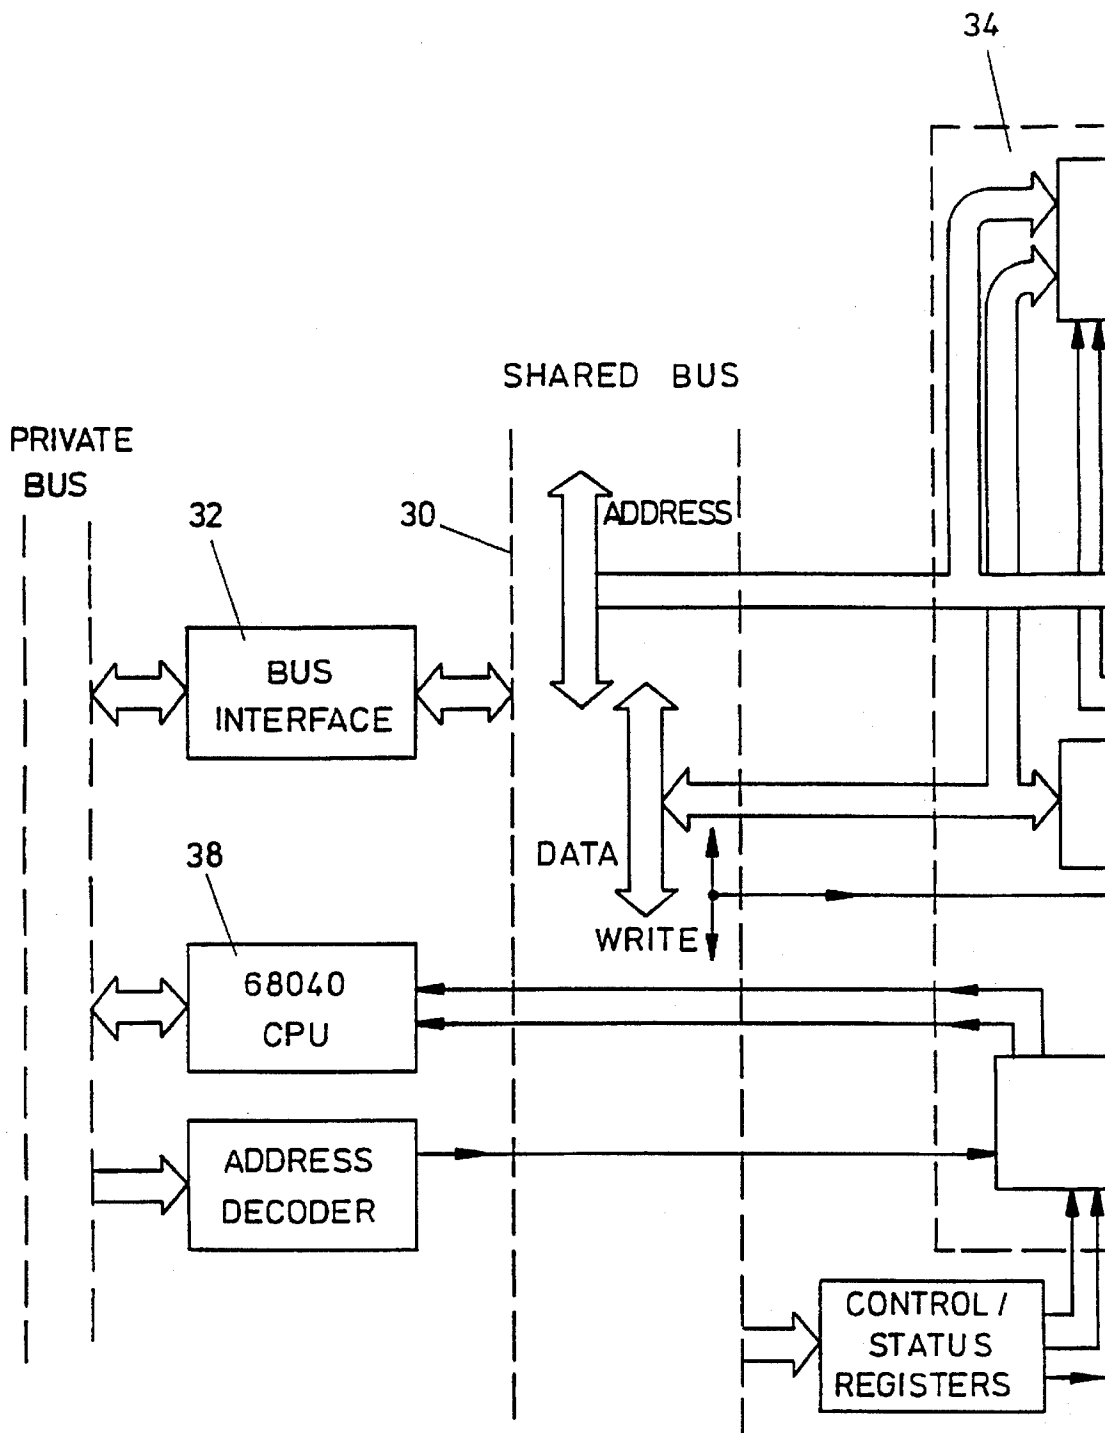 34
SHARED BUS
PRIVATE
BUS
32
30
ADDRESS
BUS
INTERFACE
DATA
38
WRITE
68040
CPU
ADDRESS
DECODER
CONTROL /
STATUS
REGISTERS